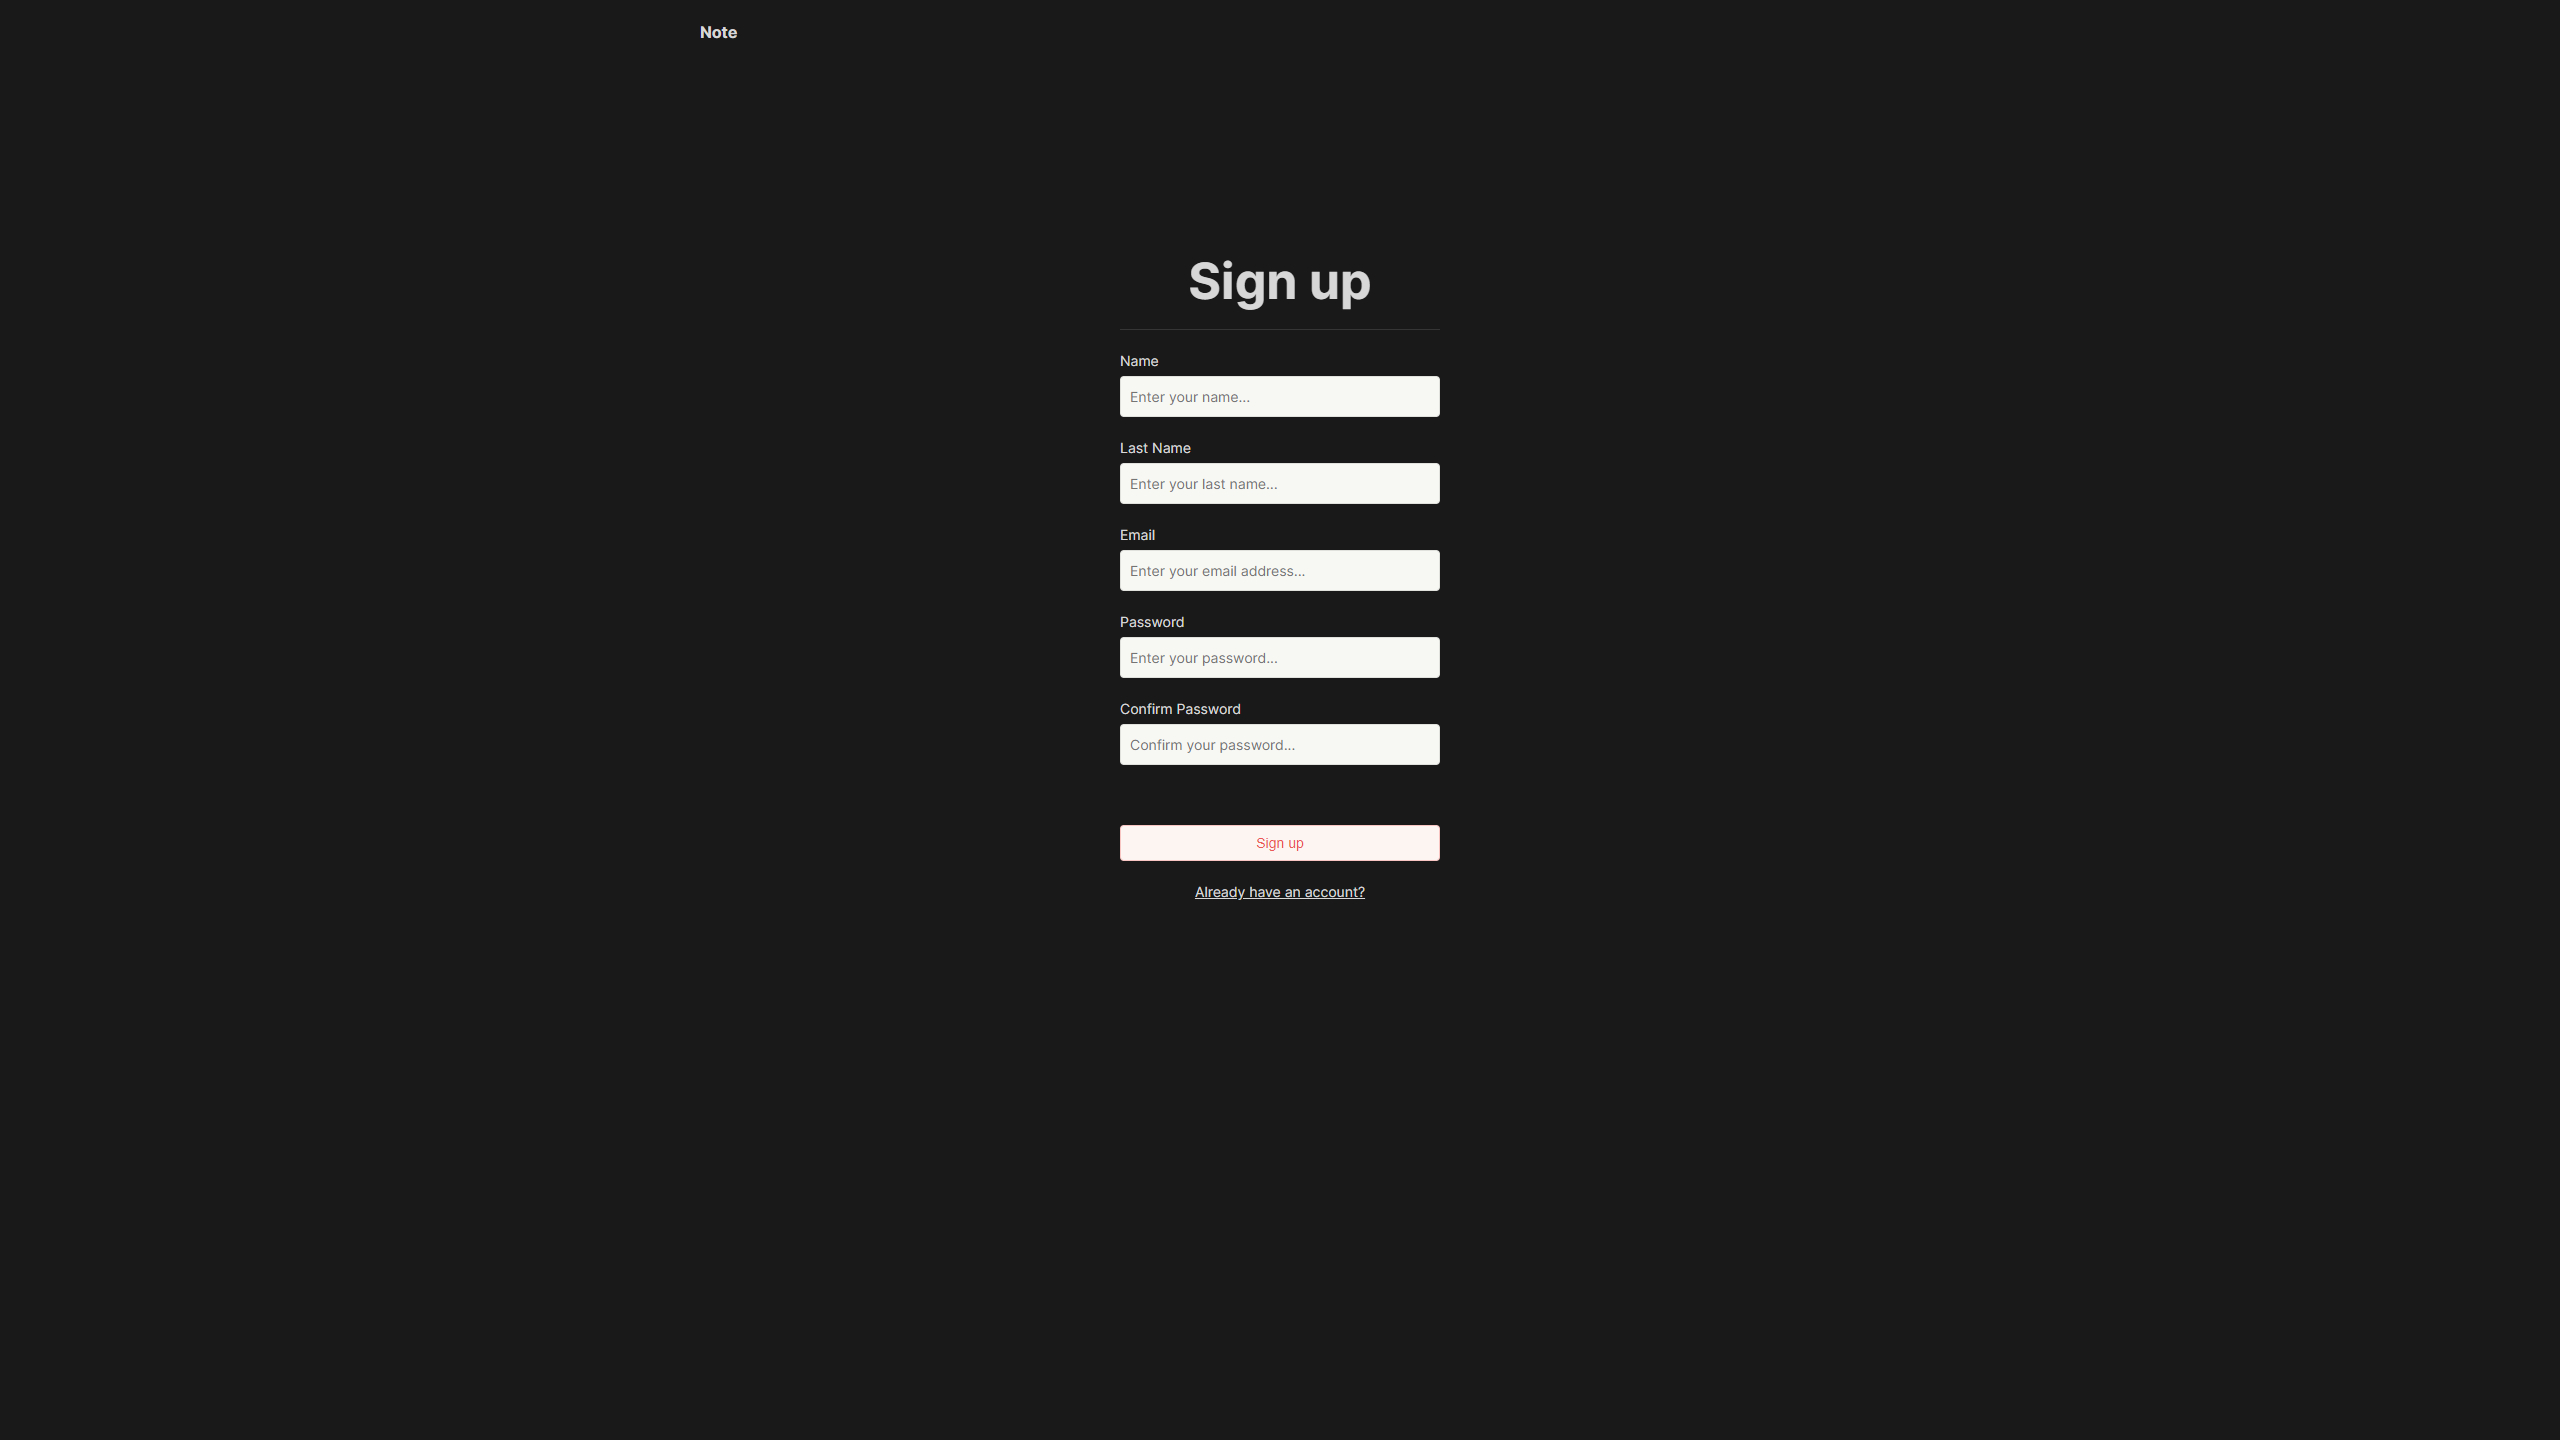 Note
Sign up
Name
Enter your name...
Last Name
Enter your last name...
Email
Enter your email address...
Password
Enter your password...
Confirm Password
Confirm your password...
Sign up
Already have an account?